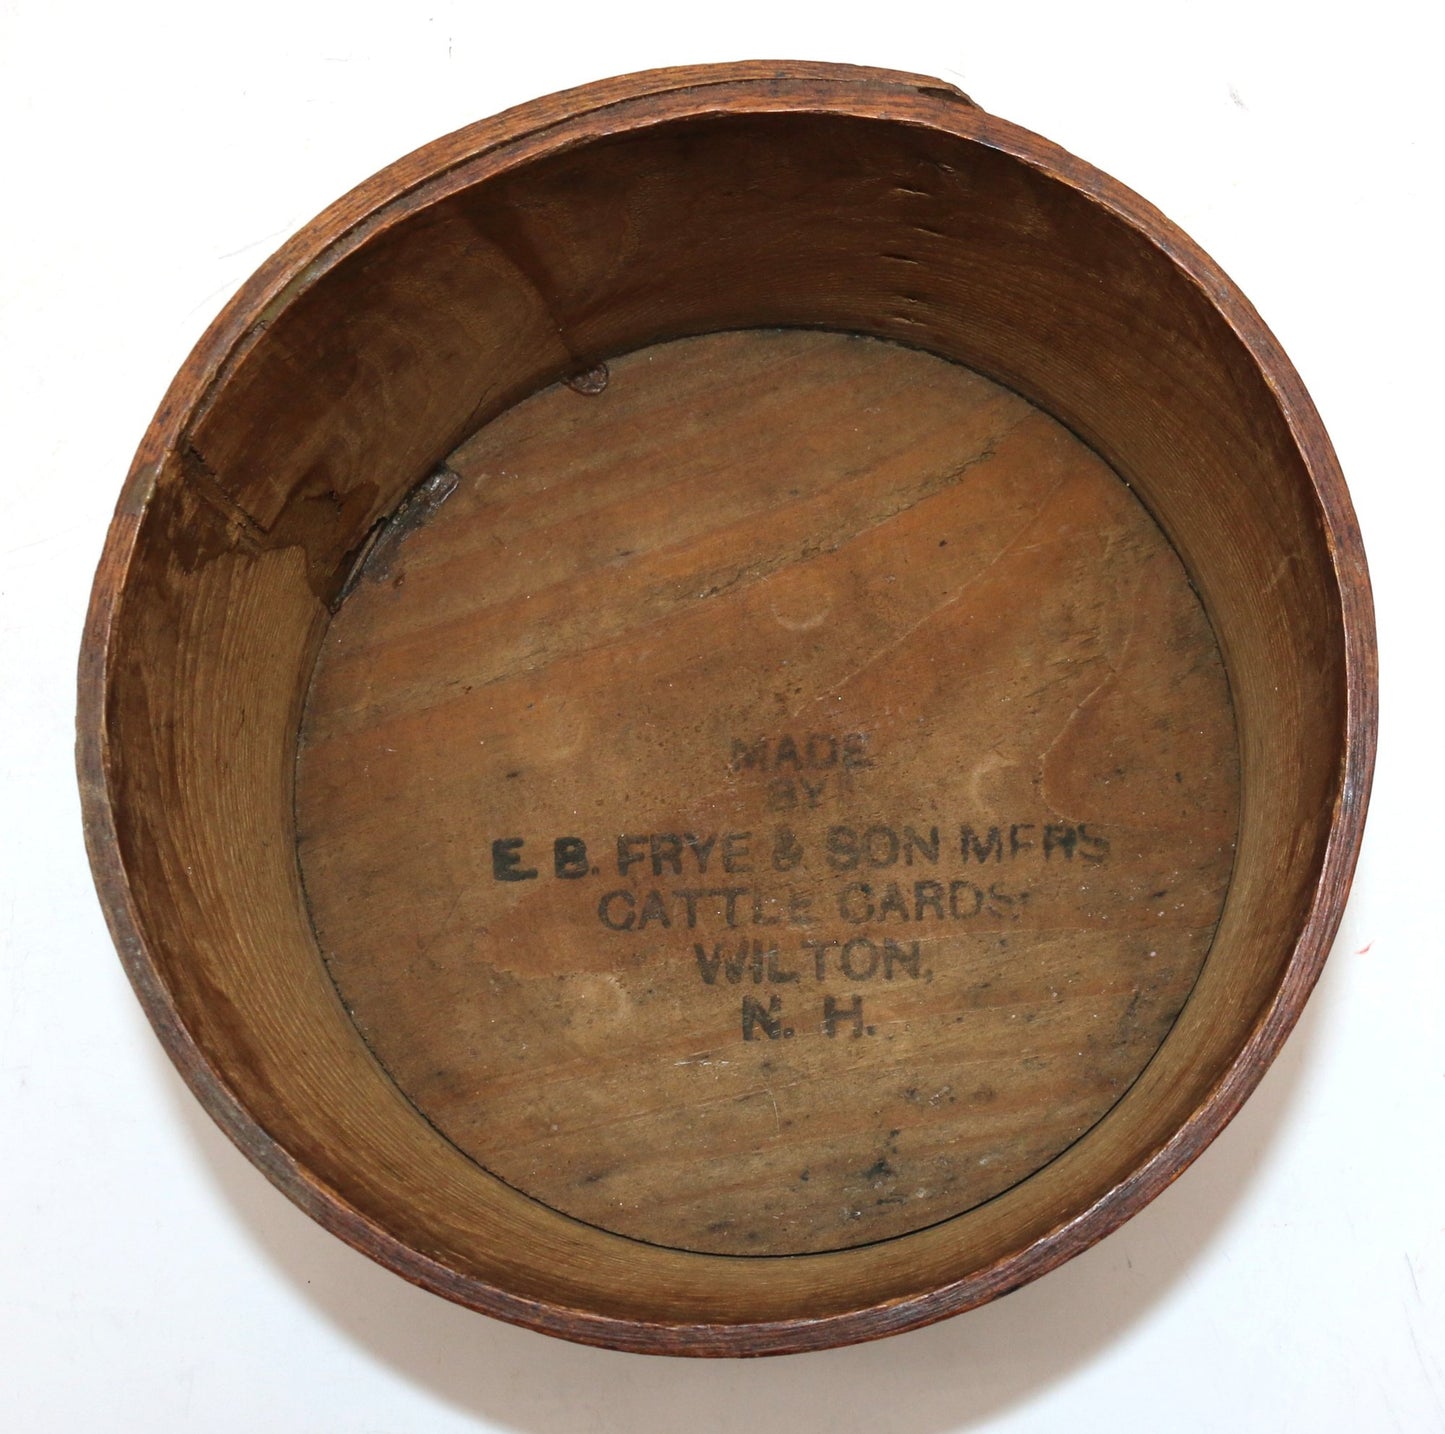 MADE
BY
E. B. FRYE & SON MFRS
CATTLE CARDS.
WILTON,
N. H.